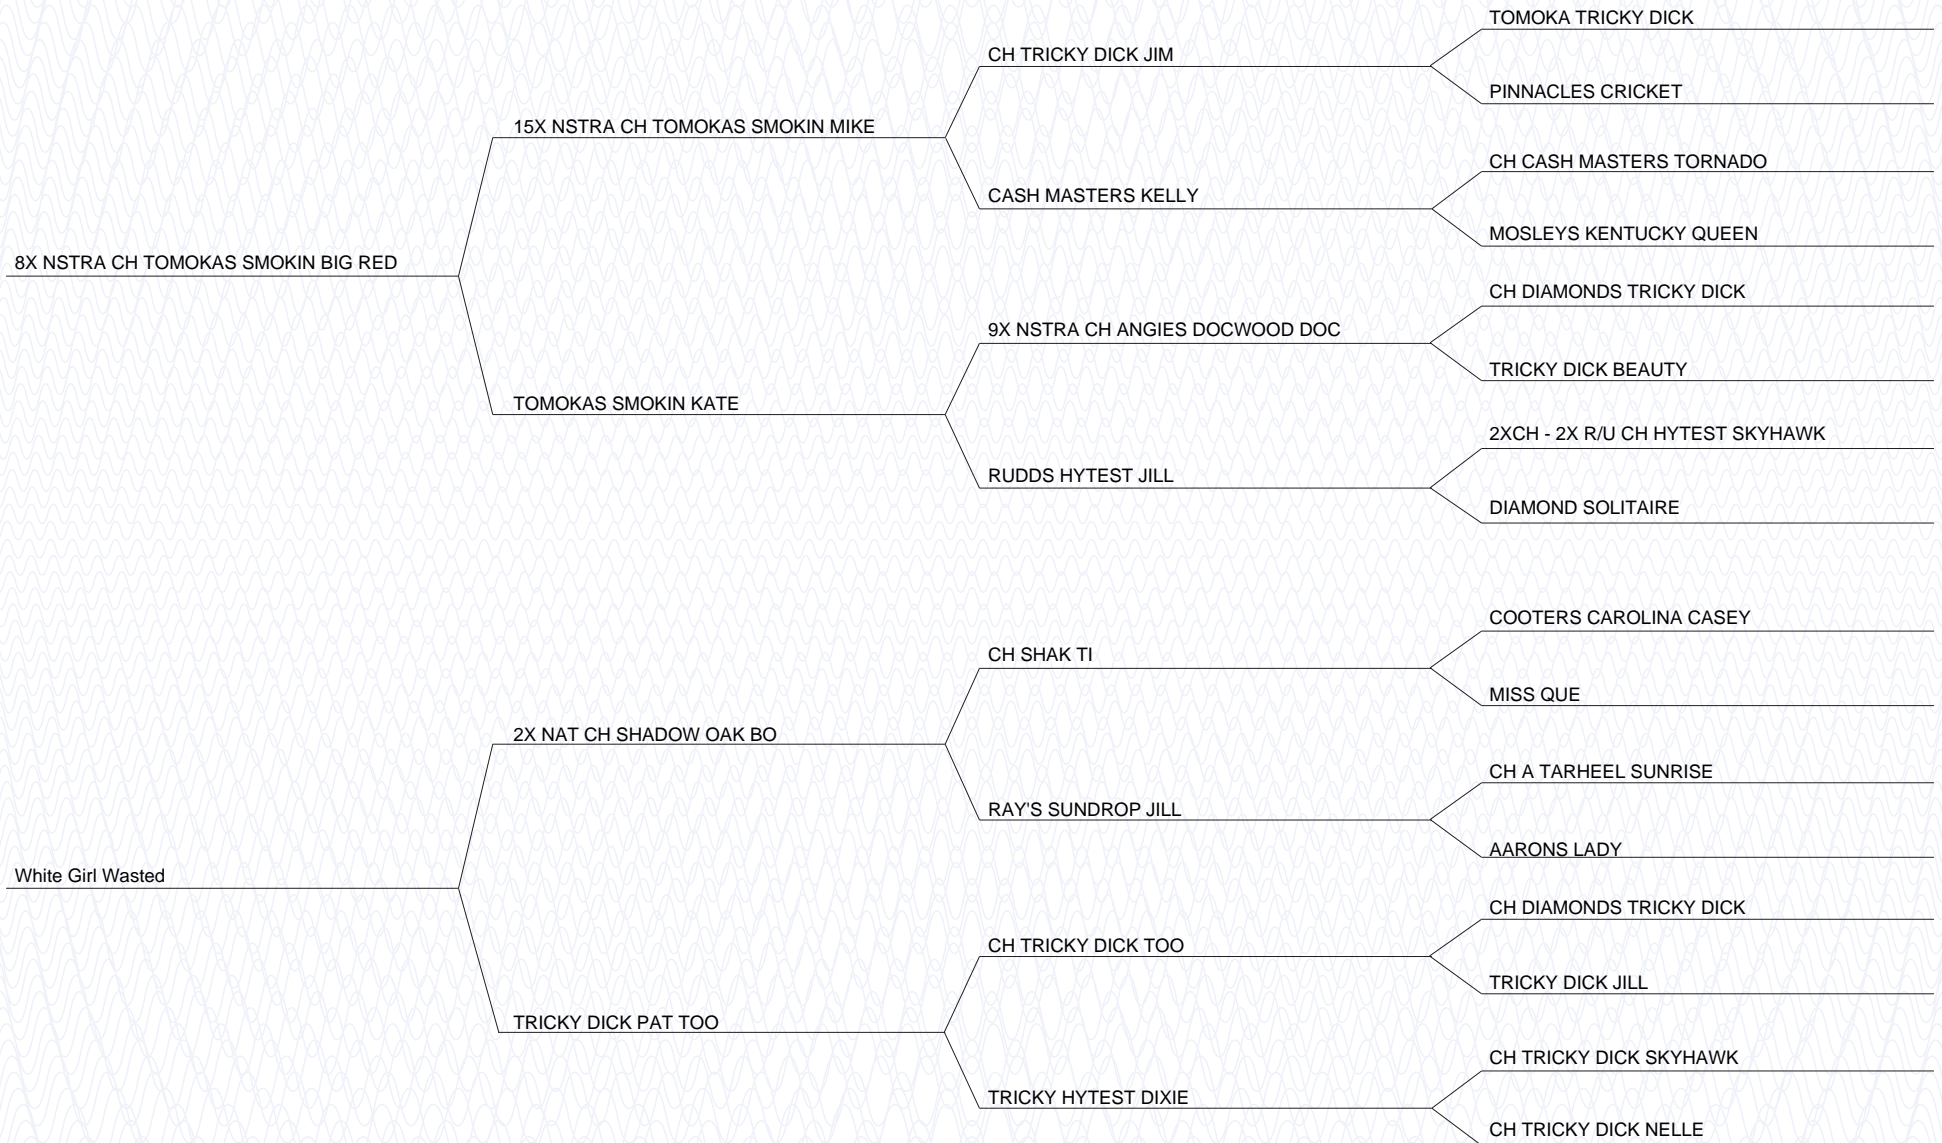 TOMOKA TRICKY DICK
CH TRICKY DICK JIM
PINNACLES CRICKET
15X NSTRA CH TOMOKAS SMOKIN MIKE
CH CASH MASTERS TORNADO
CASH MASTERS KELLY
MOSLEYS KENTUCKY QUEEN
8X NSTRA CH TOMOKAS SMOKIN BIG RED
CH DIAMONDS TRICKY DICK
9X NSTRA CH ANGIES DOCWOOD DOC
TRICKY DICK BEAUTY
TOMOKAS SMOKIN KATE
2XCH - 2X R/U CH HYTEST SKYHAWK
RUDDS HYTEST JILL
DIAMOND SOLITAIRE
COOTERS CAROLINA CASEY
CH SHAK TI
MISS QUE
2X NAT CH SHADOW OAK BO
CH A TARHEEL SUNRISE
RAY'S SUNDROP JILL
AARONS LADY
White Girl Wasted
CH DIAMONDS TRICKY DICK
CH TRICKY DICK TOO
TRICKY DICK JILL
TRICKY DICK PAT TOO
CH TRICKY DICK SKYHAWK
TRICKY HYTEST DIXIE
CH TRICKY DICK NELLE